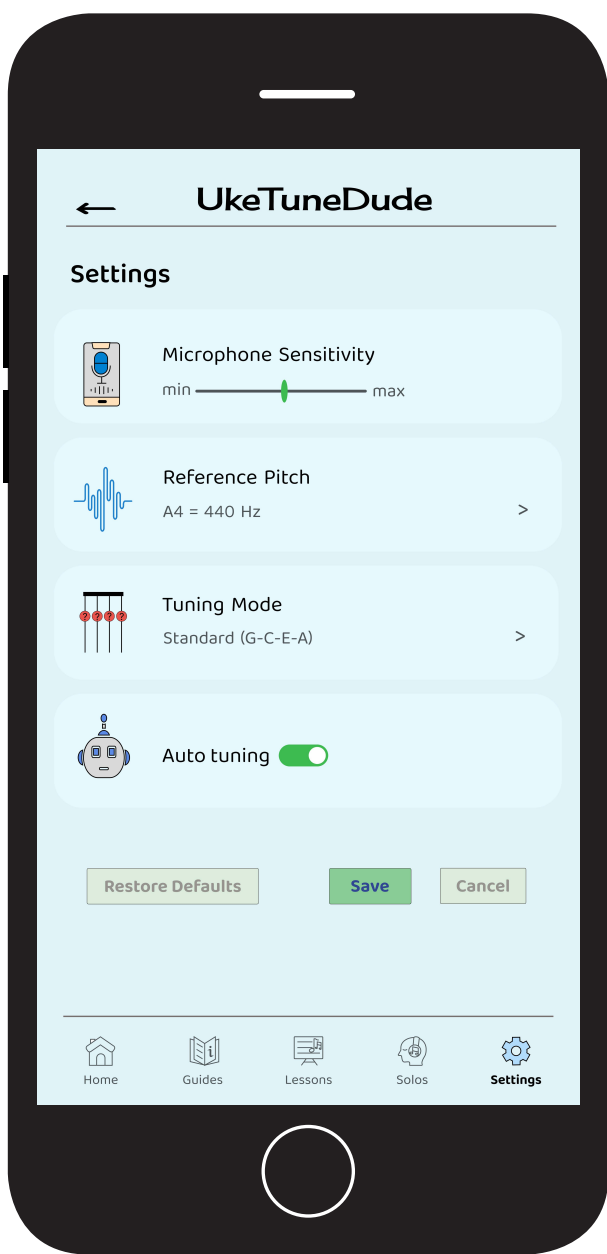 UkeTuneDude
Settings
Microphone Sensitivity
min max
Reference Pitch
A4 = 440 Hz >
? ? ? ?
Tuning Mode
Standard (G-C-E-A) >
Auto tuning
Restore Defaults Save Cancel
i
Home Guides Lessons Solos Settings